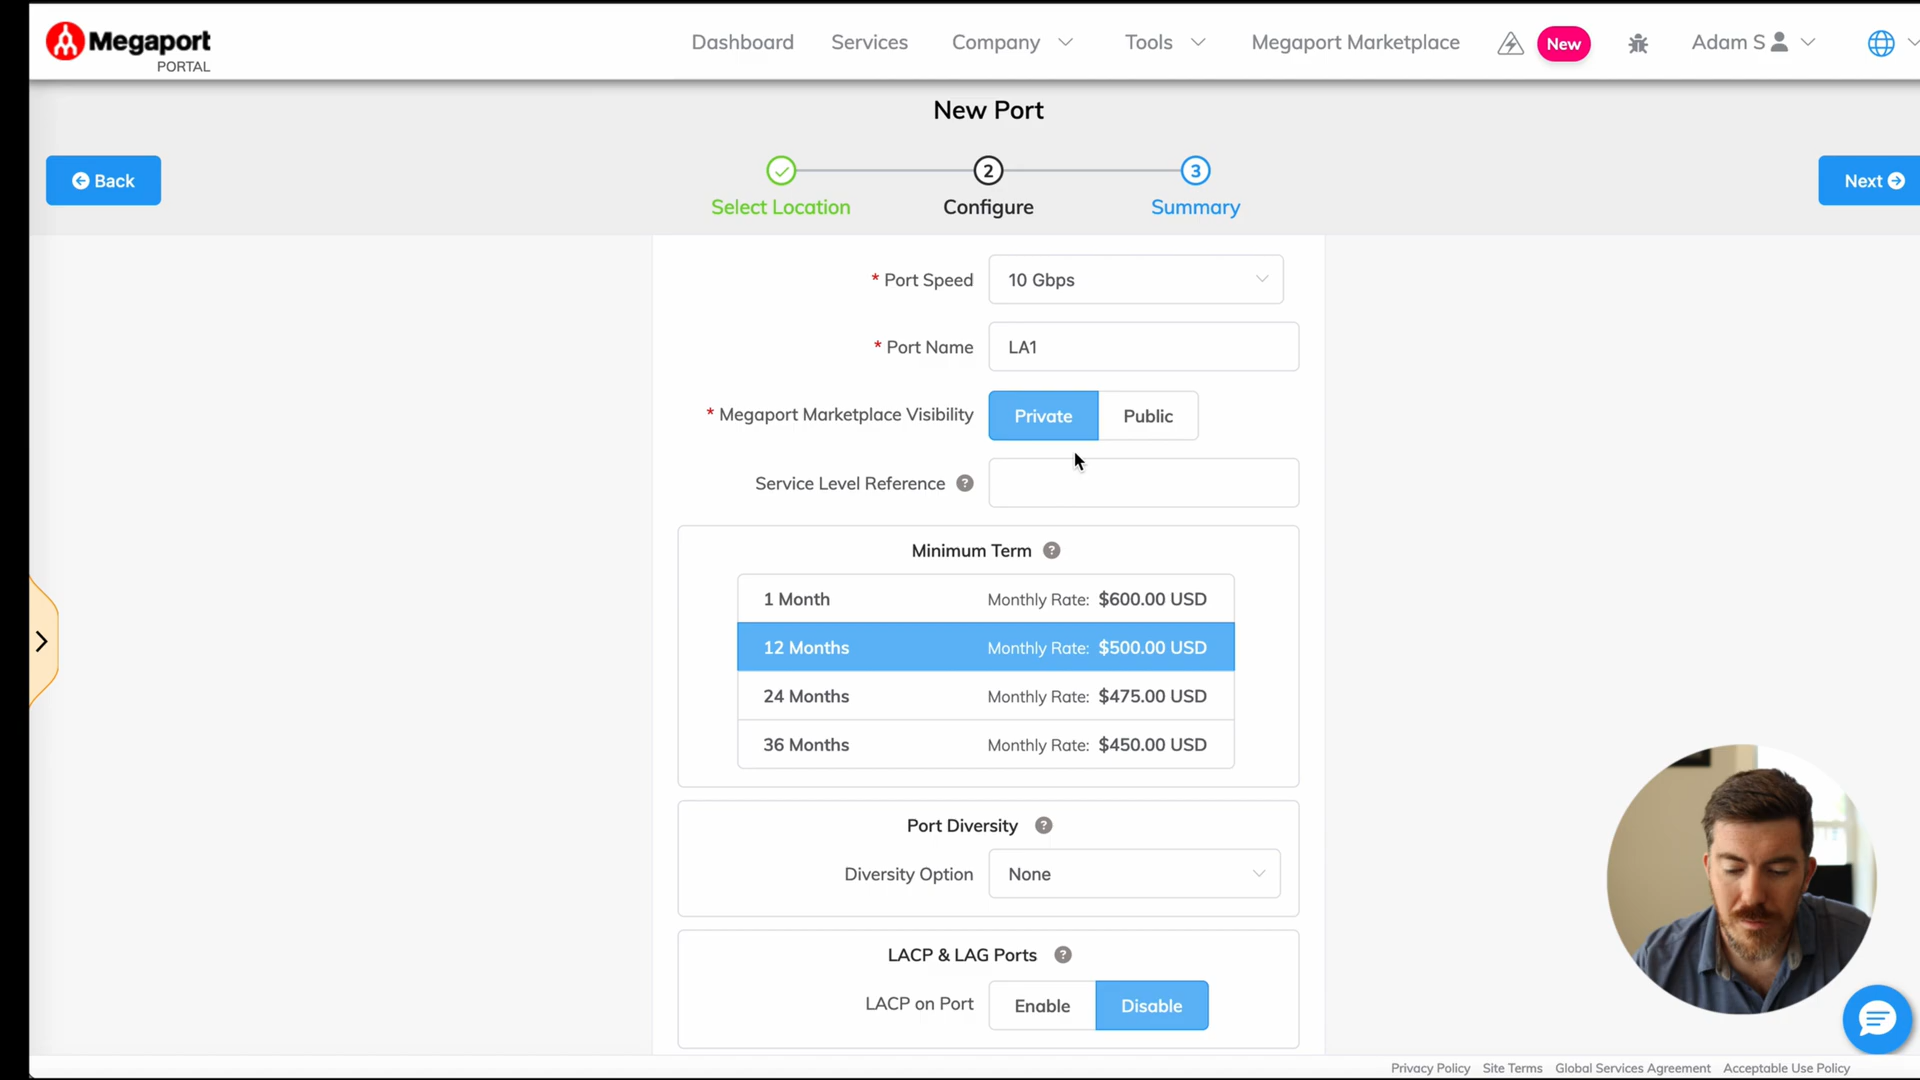 Megaport
PORTAL
Dashboard
Services
Company
Tools
Megaport Marketplace
New
Adam S
New Port
Back
2
3
Next
Select Location
Configure
Summary
* Port Speed
10 Gbps
* Port Name
LA1
* Megaport Marketplace Visibility
Private
Public
Service Level Reference ?
Minimum Term ?
1 Month Monthly Rate: $600.00 USD
12 Months Monthly Rate: $500.00 USD
24 Months Monthly Rate: $475.00 USD
36 Months Monthly Rate: $450.00 USD
Port Diversity ?
Diversity Option
None
LACP & LAG Ports ?
LACP on Port
Enable
Disable
Privacy Policy
Site Terms
Global Services Agreement
Acceptable Use Policy